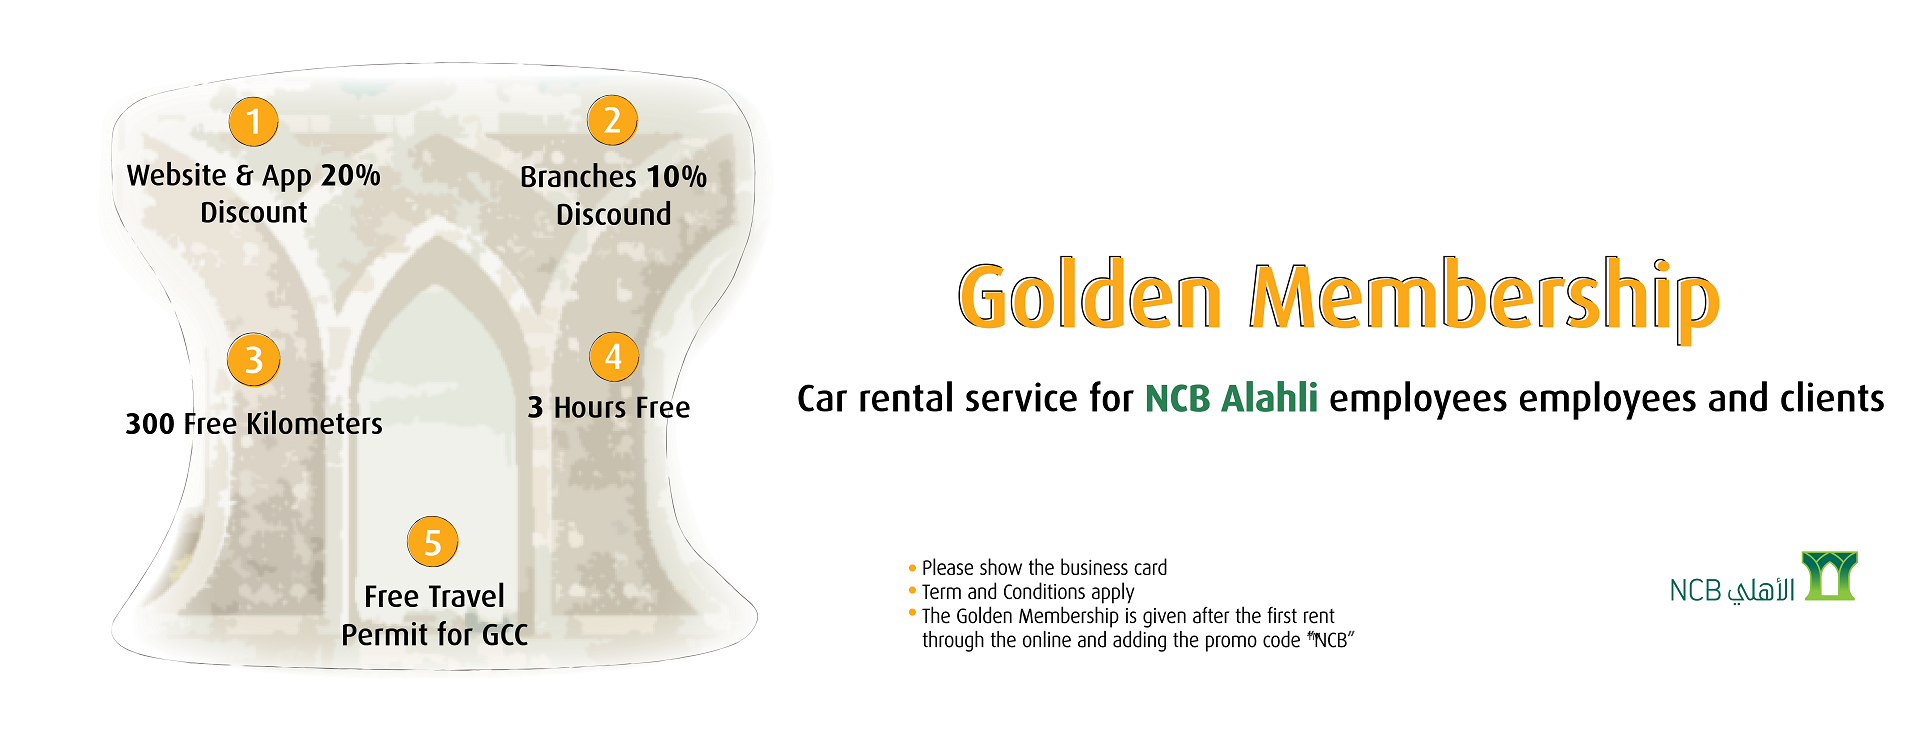 1
Website & App 20%
Discount
2
Branches 10%
Discound
3
300 Free Kilometers
4
3 Hours Free
5
Free Travel
Permit for GCC
Golden Membership
Car rental service for NCB Alahli employees employees and clients
• Please show the business card
• Term and Conditions apply
• The Golden Membership is given after the first rent
through the online and adding the promo code "NCB"
NCB الأهلي